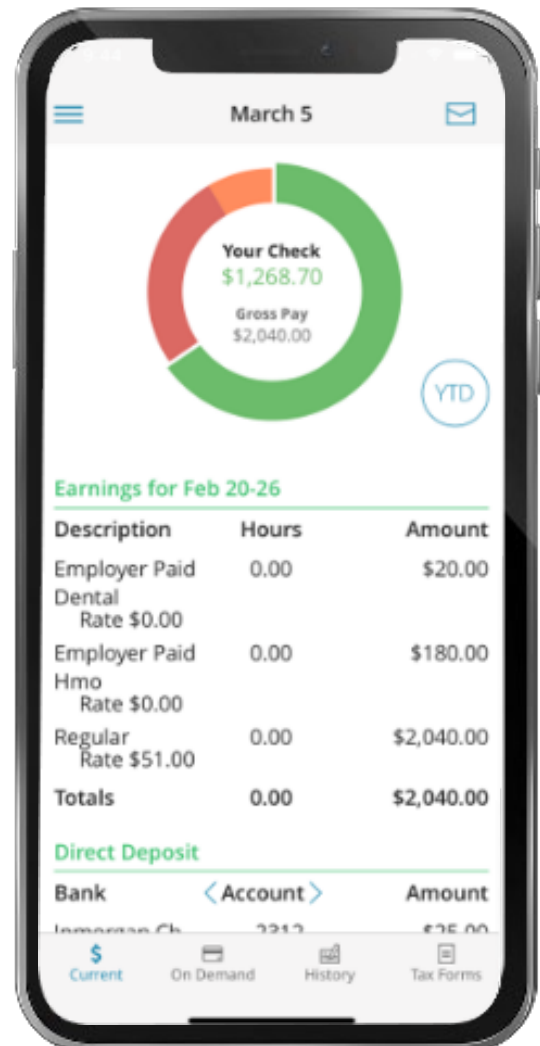 March 5
Your Check
$1,268.70
Gross Pay
$2,040.00
YTD
Earnings for Feb 20-26
Description Hours Amount
Employer Paid 0.00 $20.00
Dental
Rate $0.00
Employer Paid 0.00 $180.00
Hmo
Rate $0.00
Regular 0.00 $2,040.00
Rate $51.00
Totals 0.00 $2,040.00
Direct Deposit
Bank < Account > Amount
2312 $25.00
$
Current On Demand History Tax Forms